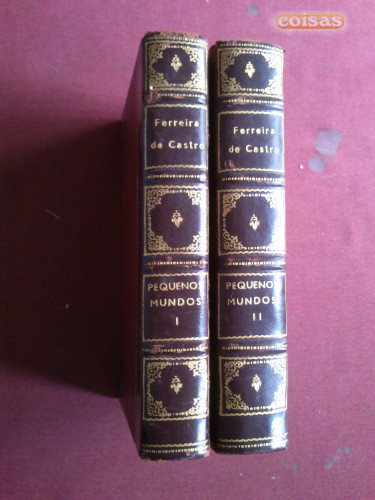 coisas
Ferreira
de Castro
PEQUENOS
MUNDOS
I
Ferreira
de Castro
PEQUENOS
MUNDOS
II